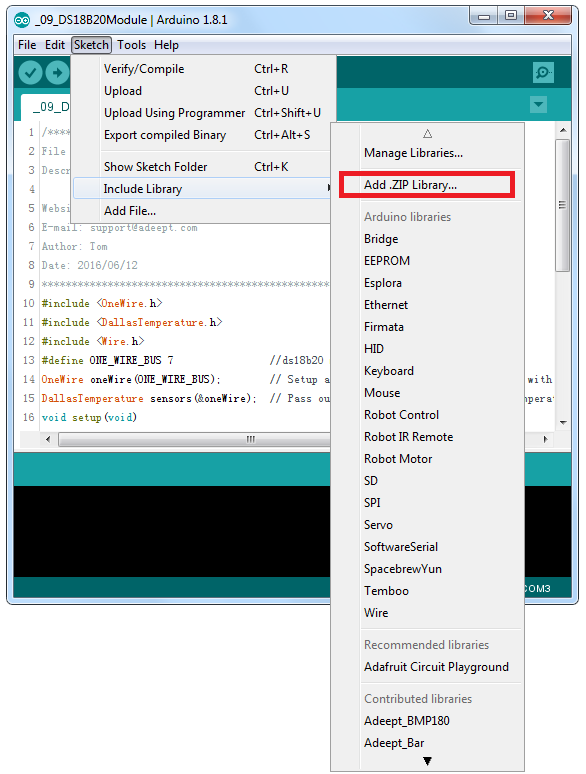 _09_DS18B20Module | Arduino 1.8.1
File Edit Sketch Tools Help
Verify/Compile Ctrl+R
Upload Ctrl+U
Upload Using Programmer Ctrl+Shift+U
Export compiled Binary Ctrl+Alt+S
Show Sketch Folder Ctrl+K
Include Library
Add File...
_09_D
1 /****
2 File
3 Descr
4
5 Websi
6 E-mail: support@adeept.com
7 Author: Tom
8 Date: 2016/06/12
9 ****************************************************
10 #include <OneWire.h>
11 #include <DallasTemperature.h>
12 #include <Wire.h>
13 #define ONE_WIRE_BUS 7 //ds18b20
14 OneWire oneWire(ONE_WIRE_BUS); // Setup a with
15 DallasTemperature sensors(&oneWire); // Pass ou mperat
16 void setup(void)
COM3
Manage Libraries...
Add .ZIP Library...
Arduino libraries
Bridge
EEPROM
Esplora
Ethernet
Firmata
HID
Keyboard
Mouse
Robot Control
Robot IR Remote
Robot Motor
SD
SPI
Servo
SoftwareSerial
SpacebrewYun
Temboo
Wire
Recommended libraries
Adafruit Circuit Playground
Contributed libraries
Adeept_BMP180
Adeept_Bar